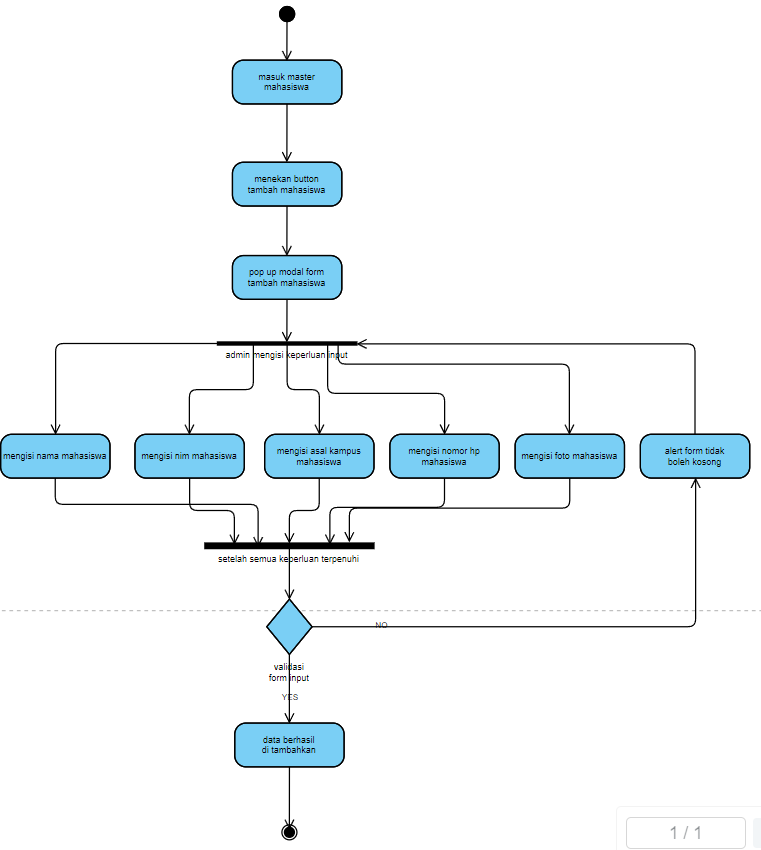 masuk master
mahasiswa
menekan button
tambah mahasiswa
pop up modal form
tambah mahasiswa
admin mengisi keperluan input
mengisi nama mahasiswa
mengisi nim mahasiswa
mengisi asal kampus
mahasiswa
mengisi nomor hp
mahasiswa
mengisi foto mahasiswa
alert form tidak
boleh kosong
setelah semua keperluan terpenuhi
NO
validasi
form input
YES
data berhasil
di tambahkan
1 / 1